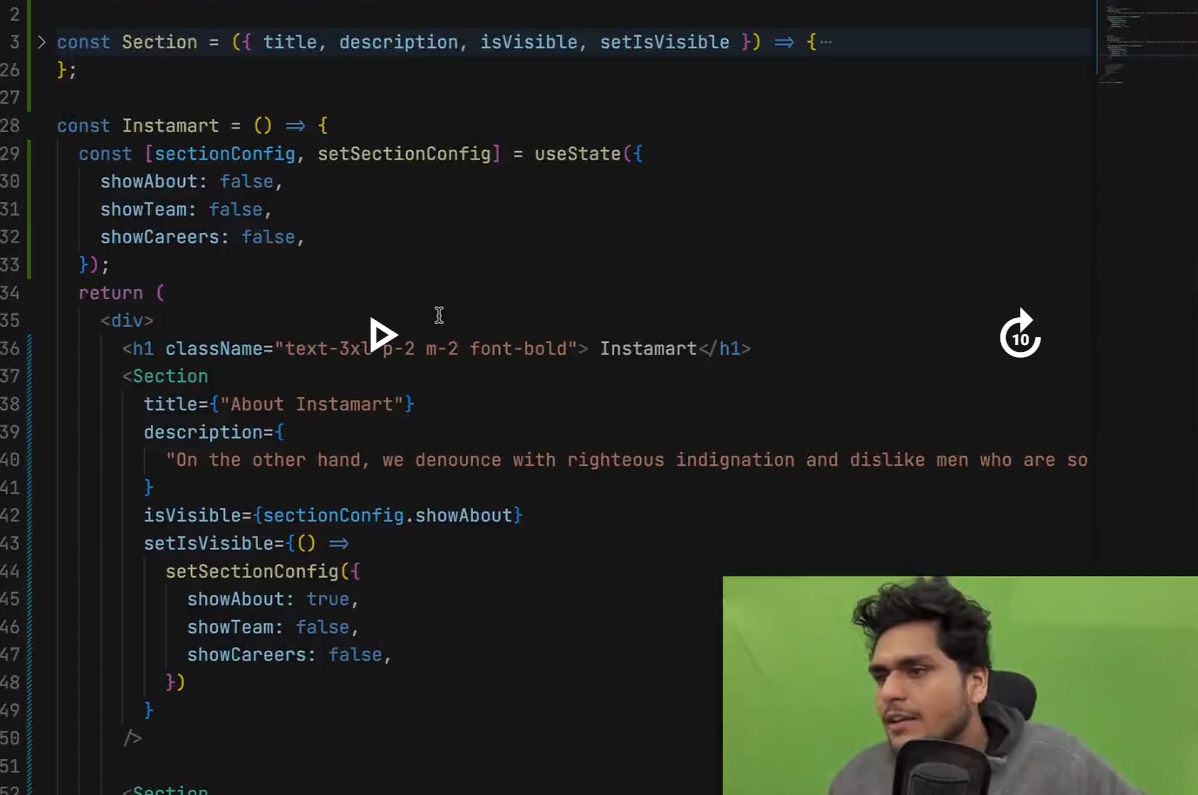 2
3 const Section = ({ title, description, isVisible, setIsVisible }) ⇒ {⋯
26 };
27
28 const Instamart = () ⇒ {
29 const [sectionConfig, setSectionConfig] = useState({
30 showAbout: false,
31 showTeam: false,
32 showCareers: false,
33 });
34 return (
35 <div>
36 <h1 className="text-3xl p-2 m-2 font-bold"> Instamart</h1>
37 <Section
38 title={"About Instamart"}
39 description={
40 "On the other hand, we denounce with righteous indignation and dislike men who are so
41 }
42 isVisible={sectionConfig.showAbout}
43 setIsVisible={() ⇒
44 setSectionConfig({
45 showAbout: true,
46 showTeam: false,
47 showCareers: false,
48 })
49 }
50 />
51
52 <Section
10